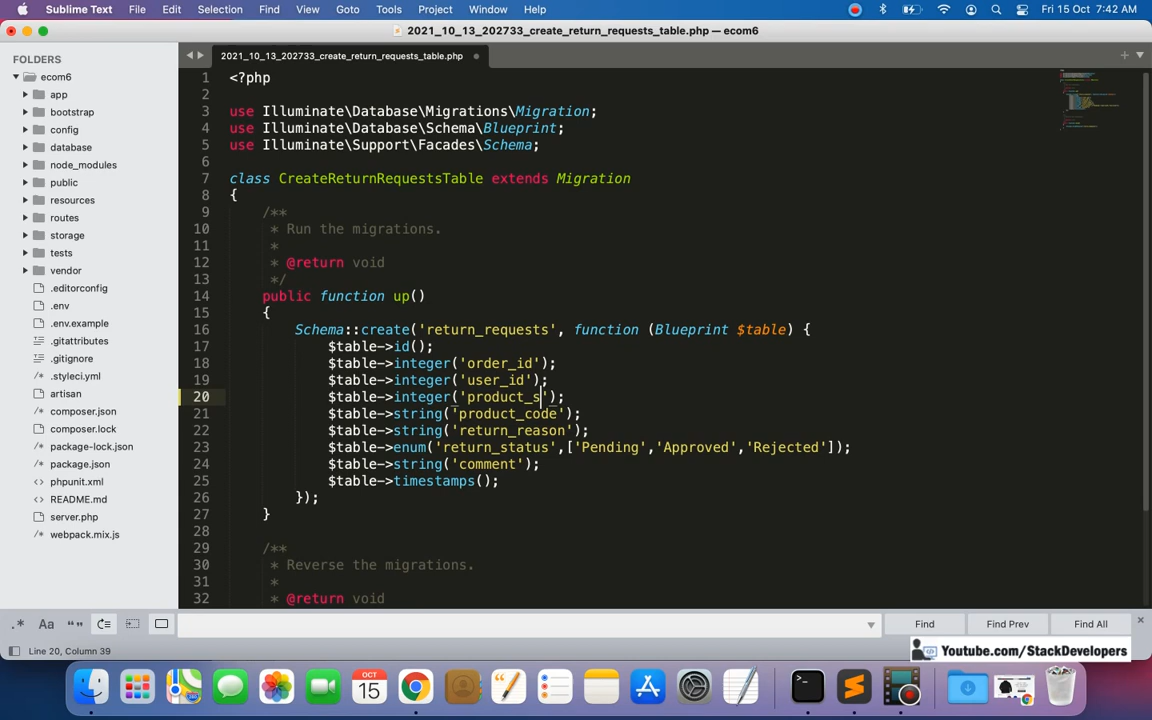 Sublime Text File Edit Selection Find View Goto Tools Project Window Help Fri 15 Oct 7:42 AM
2021_10_13_202733_create_return_requests_table.php — ecom6
FOLDERS
ecom6
app
bootstrap
config
database
node_modules
public
resources
routes
storage
tests
vendor
.editorconfig
.env
.env.example
.gitattributes
.gitignore
.styleci.yml
artisan
composer.json
composer.lock
package-lock.json
package.json
phpunit.xml
README.md
server.php
webpack.mix.js
2021_10_13_202733_create_return_requests_table.php
1 <?php
2
3 use Illuminate\Database\Migrations\Migration;
4 use Illuminate\Database\Schema\Blueprint;
5 use Illuminate\Support\Facades\Schema;
6
7 class CreateReturnRequestsTable extends Migration
8 {
9 /**
10 * Run the migrations.
11 *
12 * @return void
13 */
14 public function up()
15 {
16 Schema::create('return_requests', function (Blueprint $table) {
17 $table->id();
18 $table->integer('order_id');
19 $table->integer('user_id');
20 $table->integer('product_s');
21 $table->string('product_code');
22 $table->string('return_reason');
23 $table->enum('return_status',['Pending','Approved','Rejected']);
24 $table->string('comment');
25 $table->timestamps();
26 });
27 }
28
29 /**
30 * Reverse the migrations.
31 *
32 * @return void
.* Aa “” Find Find Prev Find All
Line 20, Column 39
Youtube.com/StackDevelopers
OCT
15